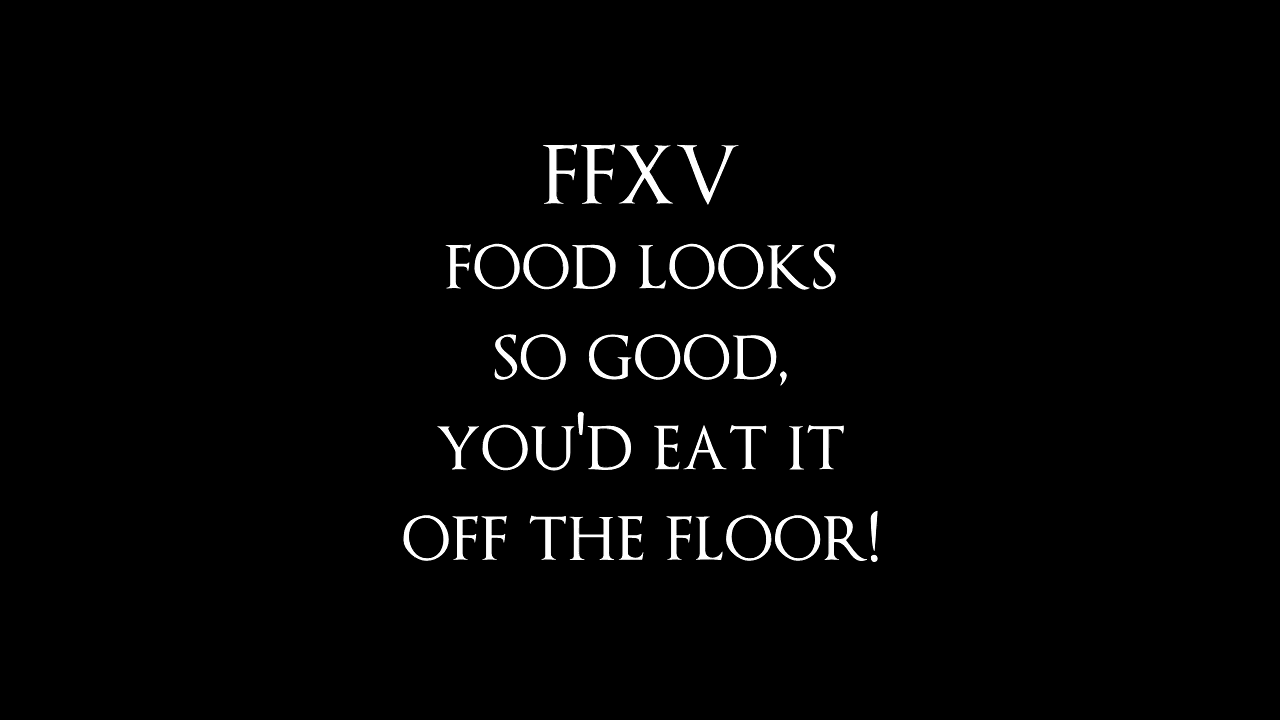 FFXV
FOOD LOOKS
SO GOOD,
YOU'D EAT IT
OFF THE FLOOR!